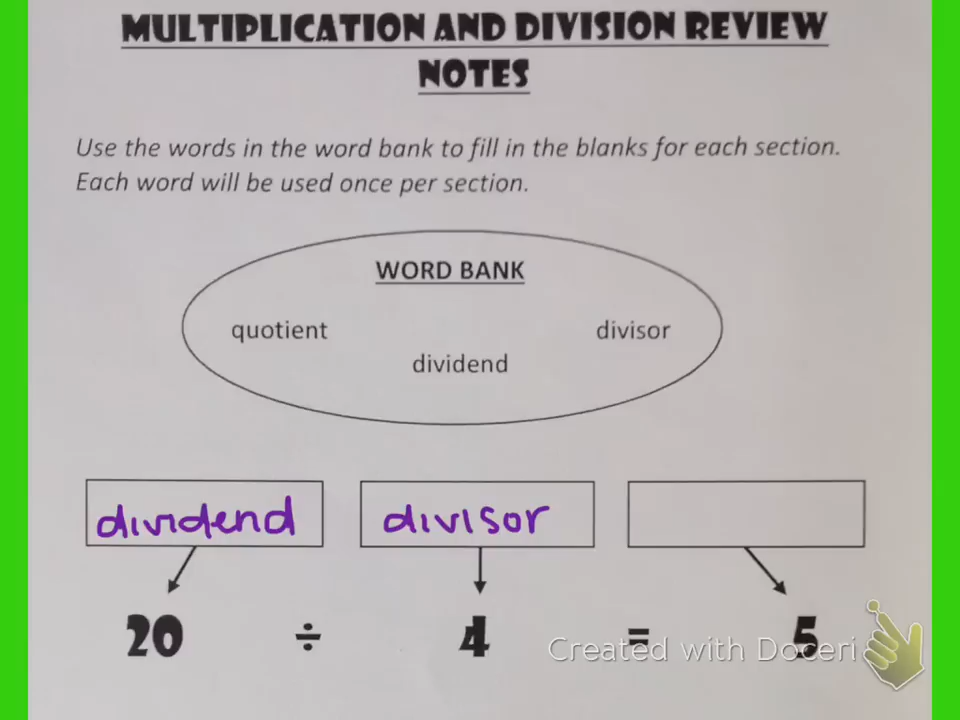 MULTIPLICATION AND DIVISION REVIEW
NOTES
Use the words in the word bank to fill in the blanks for each section.
Each word will be used once per section.
WORD BANK
quotient
divisor
dividend
dividend
divisor
20 ÷ 4 = 5
Created with Doceri